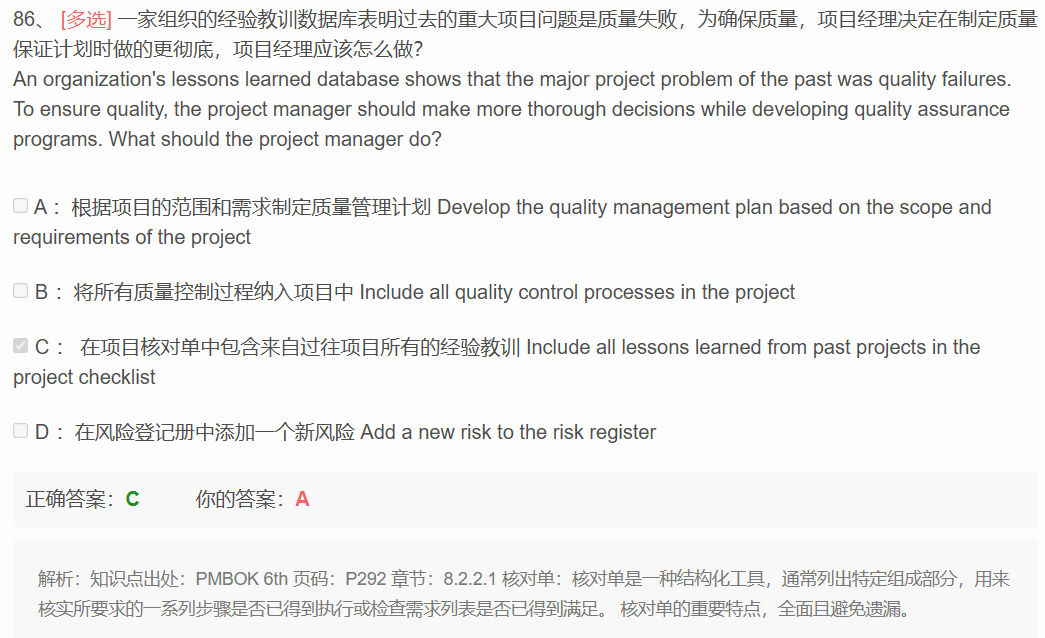 86、 [多选] 一家组织的经验教训数据库表明过去的重大项目问题是质量失败，为确保质量，项目经理决定在制定质量
保证计划时做的更彻底，项目经理应该怎么做？
An organization's lessons learned database shows that the major project problem of the past was quality failures.
To ensure quality, the project manager should make more thorough decisions while developing quality assurance
programs. What should the project manager do?
A： 根据项目的范围和需求制定质量管理计划 Develop the quality management plan based on the scope and
requirements of the project
B： 将所有质量控制过程纳入项目中 Include all quality control processes in the project
C： 在项目核对单中包含来自过往项目所有的经验教训| Include all lessons learned from past projects in the
project checklist
D： 在风险登记册中添加一个新风险 Add a new risk to the risk register
正确答案：C 你的答案：A
解析：知识点出处：PMBOK 6th 页码：P292 章节：8.2.2.1 核对单：核对单是一种结构化工具，通常列出特定组成部分，用来
核实所要求的一系列步骤是否已得到执行或检查需求列表是否已得到满足。 核对单的重要特点，全面且避免遗漏。